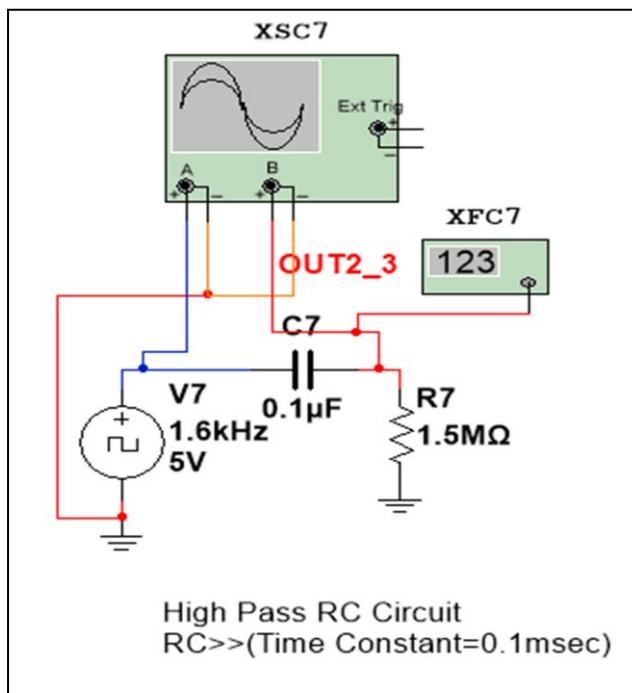 XSC7
Ext Trig
+
−
A
B
+
−
+
−
XFC7
123
OUT2_3
C7
0.1µF
V7
1.6kHz
5V
+
R7
1.5MΩ
High Pass RC Circuit
RC>>(Time Constant=0.1msec)